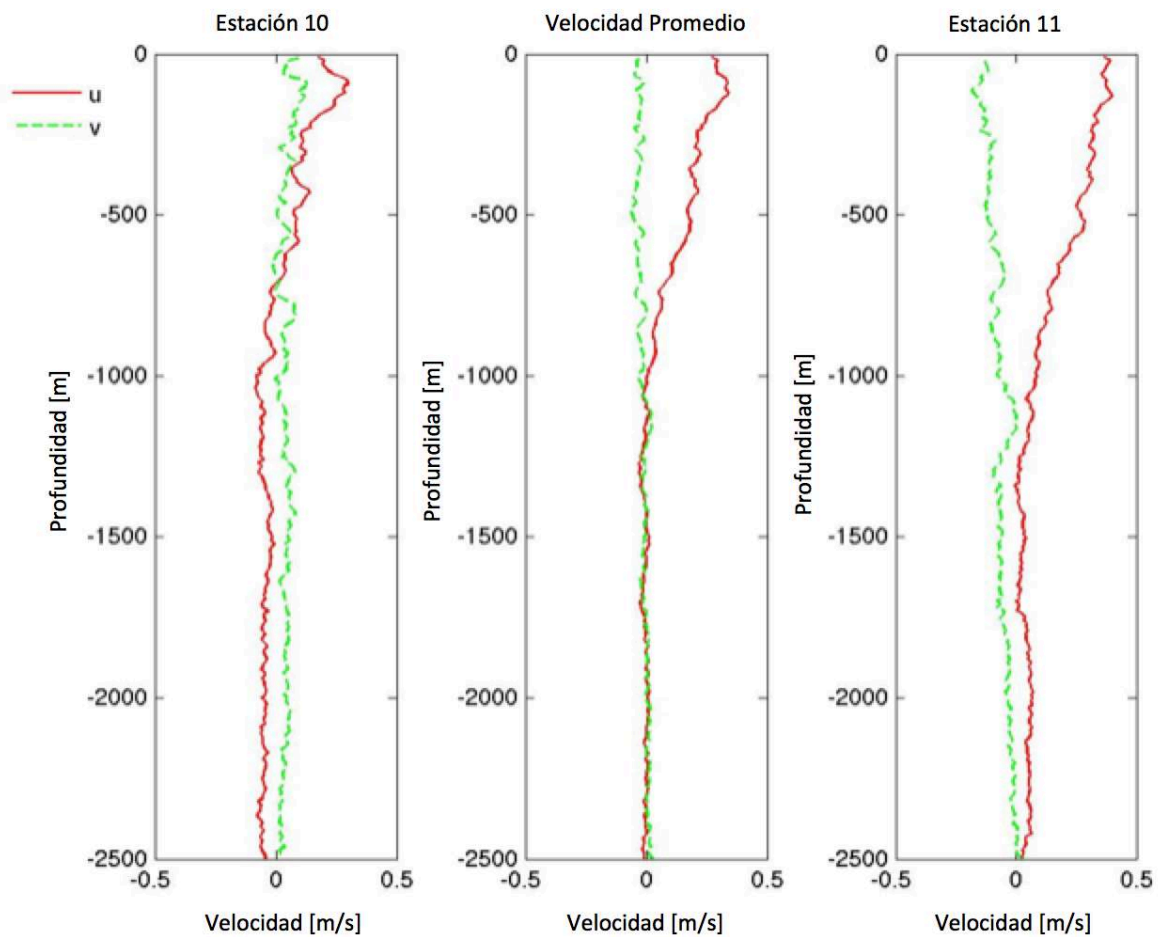 Estación 10
Velocidad Promedio
Estación 11
u
v
0
-500
-1000
-1500
-2000
-2500
Profundidad [m]
-0.5 0 0.5
Velocidad [m/s]
0
-500
-1000
-1500
-2000
-2500
Profundidad [m]
-0.5 0 0.5
Velocidad [m/s]
0
-500
-1000
-1500
-2000
-2500
Profundidad [m]
-0.5 0 0.5
Velocidad [m/s]